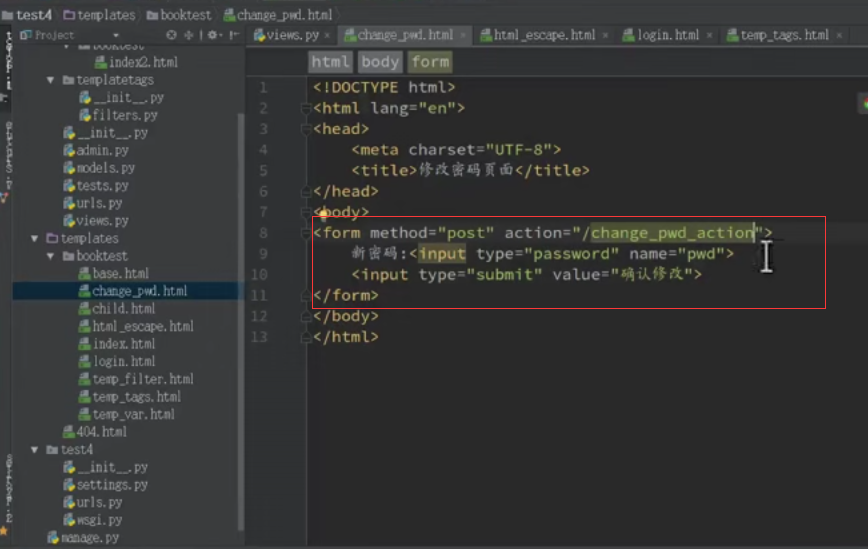 test4 templates booktest change_pwd.html
Project
views.py × change_pwd.html × html_escape.html × login.html × temp_tags.html ×
html body form
booktest
index2.html
templatetags
__init__.py
filters.py
__init__.py
admin.py
models.py
tests.py
urls.py
views.py
templates
booktest
base.html
change_pwd.html
child.html
html_escape.html
index.html
login.html
temp_filter.html
temp_tags.html
temp_var.html
404.html
test4
__init__.py
settings.py
urls.py
wsgi.py
manage.py
1 <!DOCTYPE html>
2 <html lang="en">
3 <head>
4 <meta charset="UTF-8">
5 <title>修改密码页面</title>
6 </head>
7 <body>
8 <form method="post" action="/change_pwd_action">
9 新密码:<input type="password" name="pwd">
10 <input type="submit" value="确认修改">
11 </form>
12 </body>
13 </html>